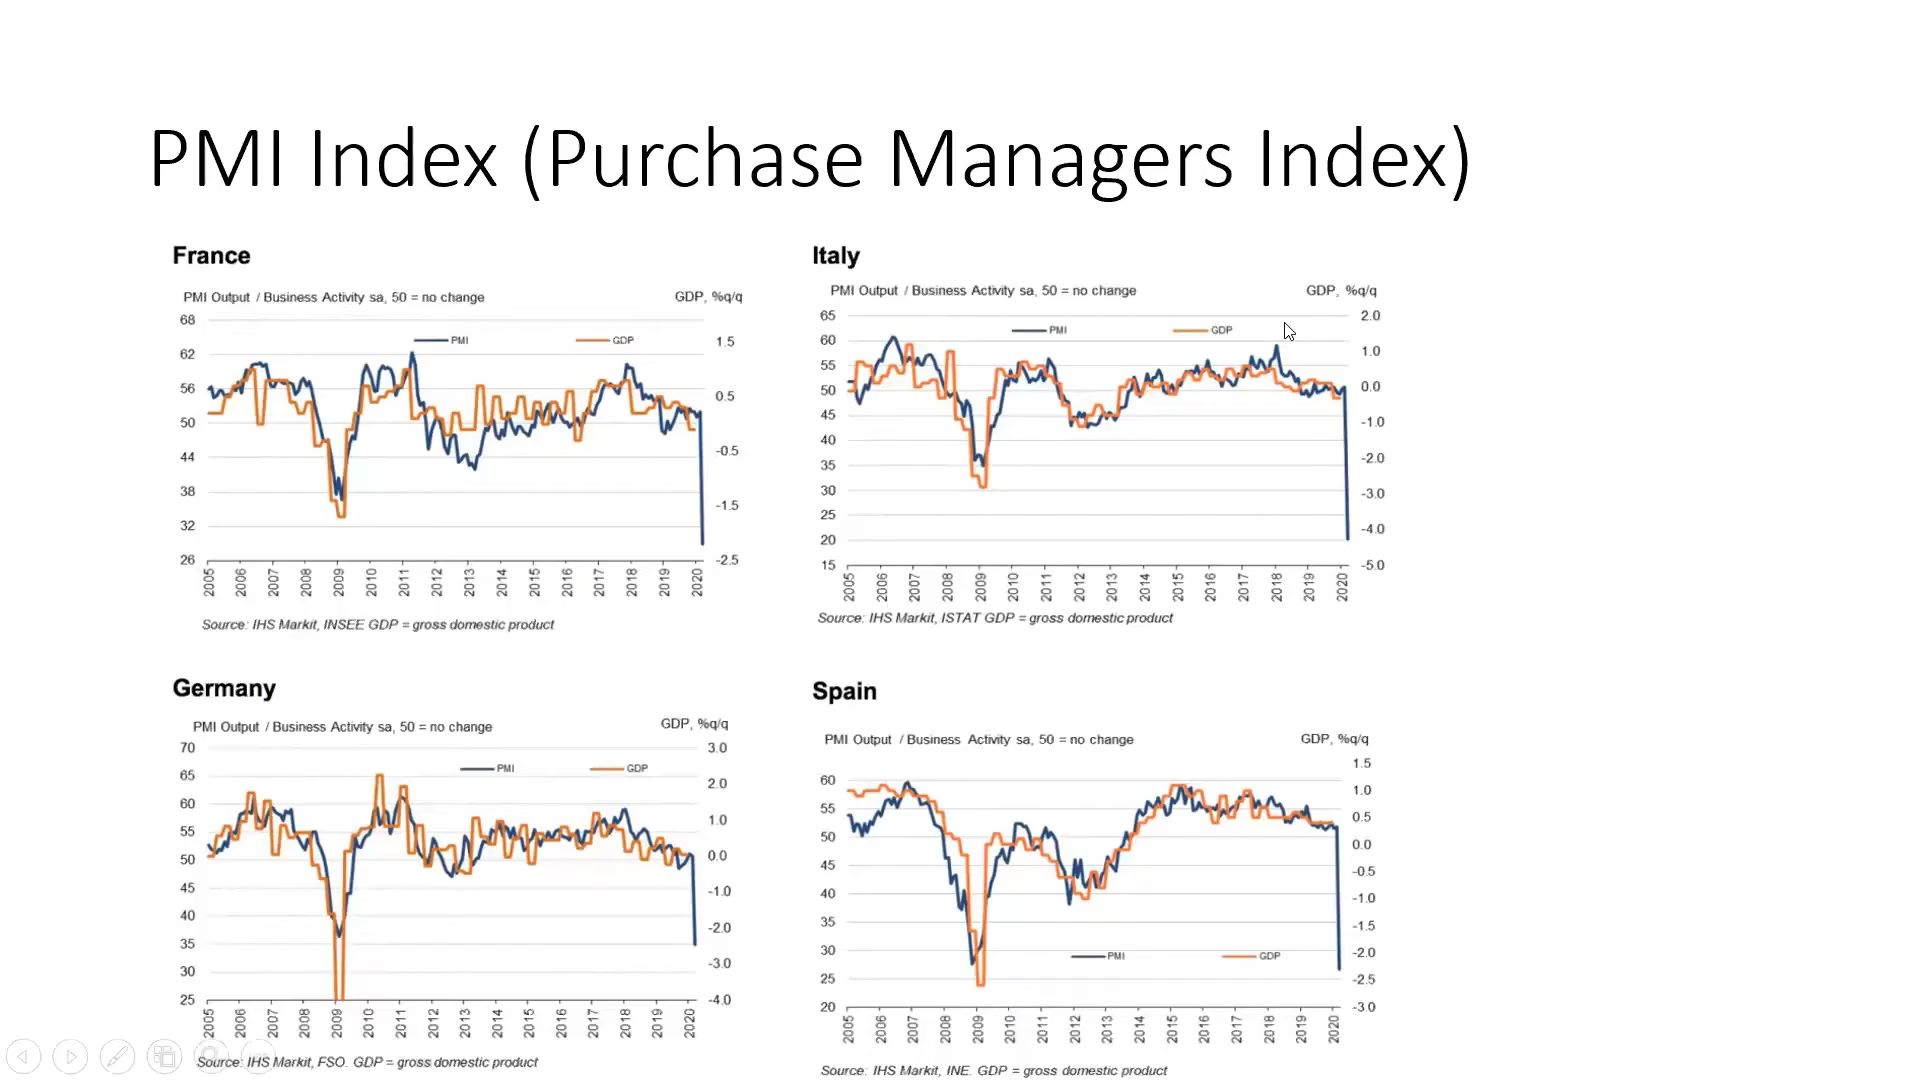 PMI Index (Purchase Managers Index)
France
PMI Output / Business Activity sa, 50 = no change
GDP, %q/q
68
62
56
50
44
38
32
26
PMI
GDP
1.5
0.5
-0.5
-1.5
-2.5
2005 2006 2007 2008 2009 2010 2011 2012 2013 2014 2015 2016 2017 2018 2019 2020
Source: IHS Markit, INSEE GDP = gross domestic product
Italy
PMI Output / Business Activity sa, 50 = no change
GDP, %q/q
65
60
55
50
45
40
35
30
25
20
15
PMI
GDP
2.0
1.0
0.0
-1.0
-2.0
-3.0
-4.0
-5.0
2005 2006 2007 2008 2009 2010 2011 2012 2013 2014 2015 2016 2017 2018 2019 2020
Source: IHS Markit, ISTAT GDP = gross domestic product
Germany
PMI Output / Business Activity sa, 50 = no change
GDP, %q/q
70
65
60
55
50
45
40
35
30
25
PMI
GDP
3.0
2.0
1.0
0.0
-1.0
-2.0
-3.0
-4.0
2005 2006 2007 2008 2009 2010 2011 2012 2013 2014 2015 2016 2017 2018 2019 2020
Source: IHS Markit, FSO. GDP = gross domestic product
Spain
PMI Output / Business Activity sa, 50 = no change
GDP, %q/q
60
55
50
45
40
35
30
25
20
PMI
GDP
1.5
1.0
0.5
0.0
-0.5
-1.0
-1.5
-2.0
-2.5
-3.0
2005 2006 2007 2008 2009 2010 2011 2012 2013 2014 2015 2016 2017 2018 2019 2020
Source: IHS Markit, INE. GDP = gross domestic product